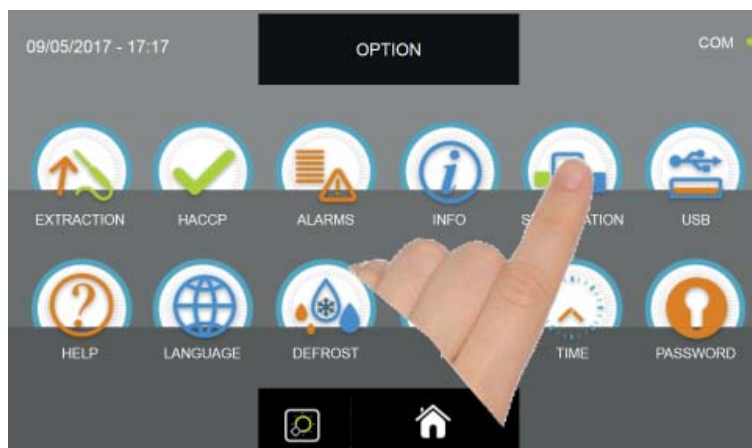 09/05/2017 - 17:17
OPTION
COM
EXTRACTION
HACCP
ALARMS
INFO
USB
HELP
LANGUAGE
DEFROST
TIME
PASSWORD